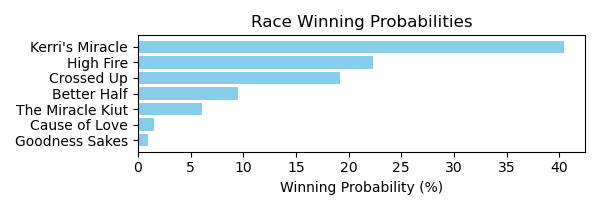 Race Winning Probabilities
Kerri's Miracle
High Fire
Crossed Up
Better Half
The Miracle Kiut
Cause of Love
Goodness Sakes
0 5 10 15 20 25 30 35 40
Winning Probability (%)